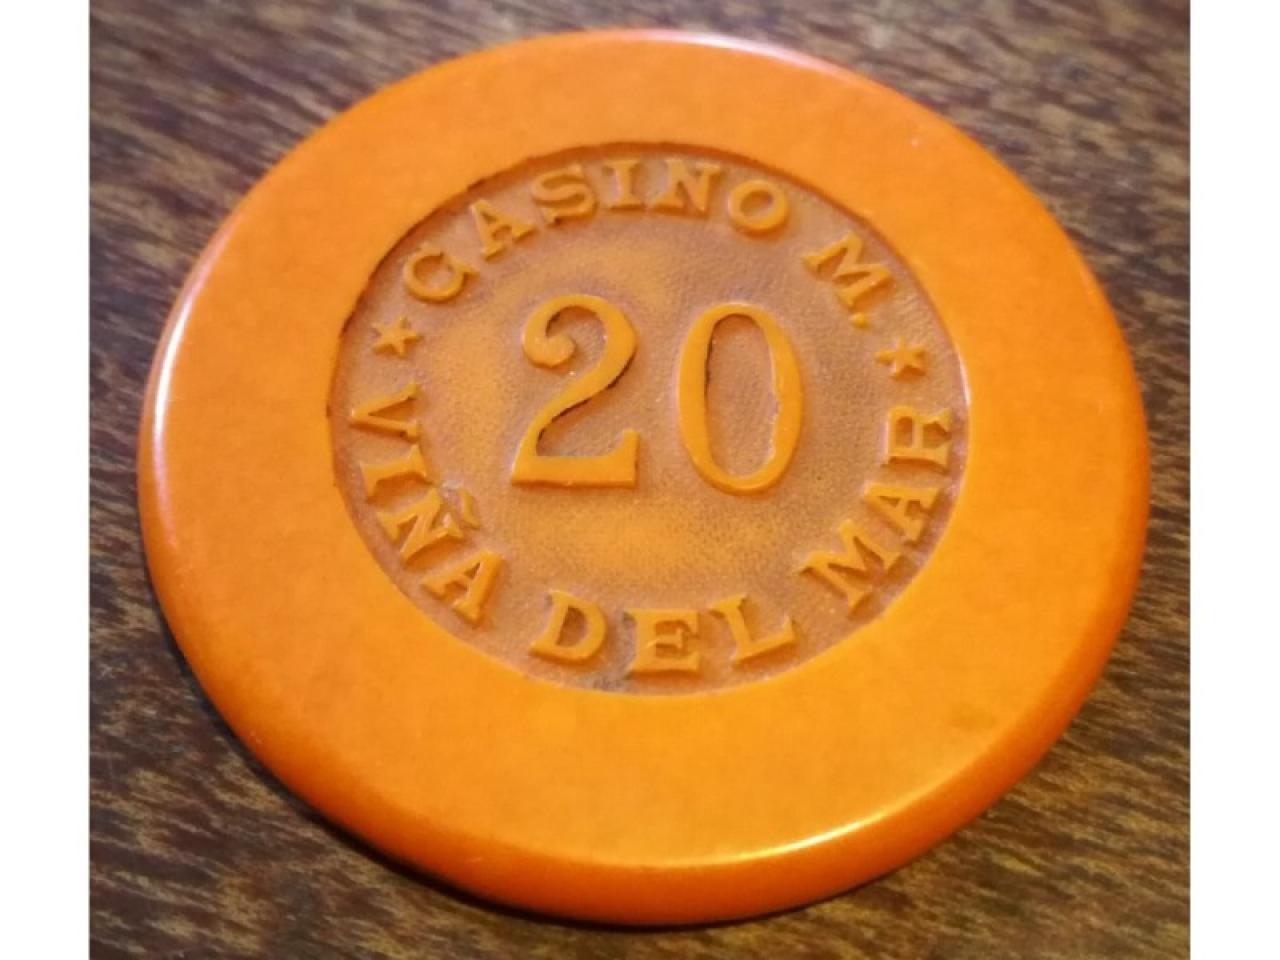 CASINO M.
20
★ VIÑA DEL MAR ★